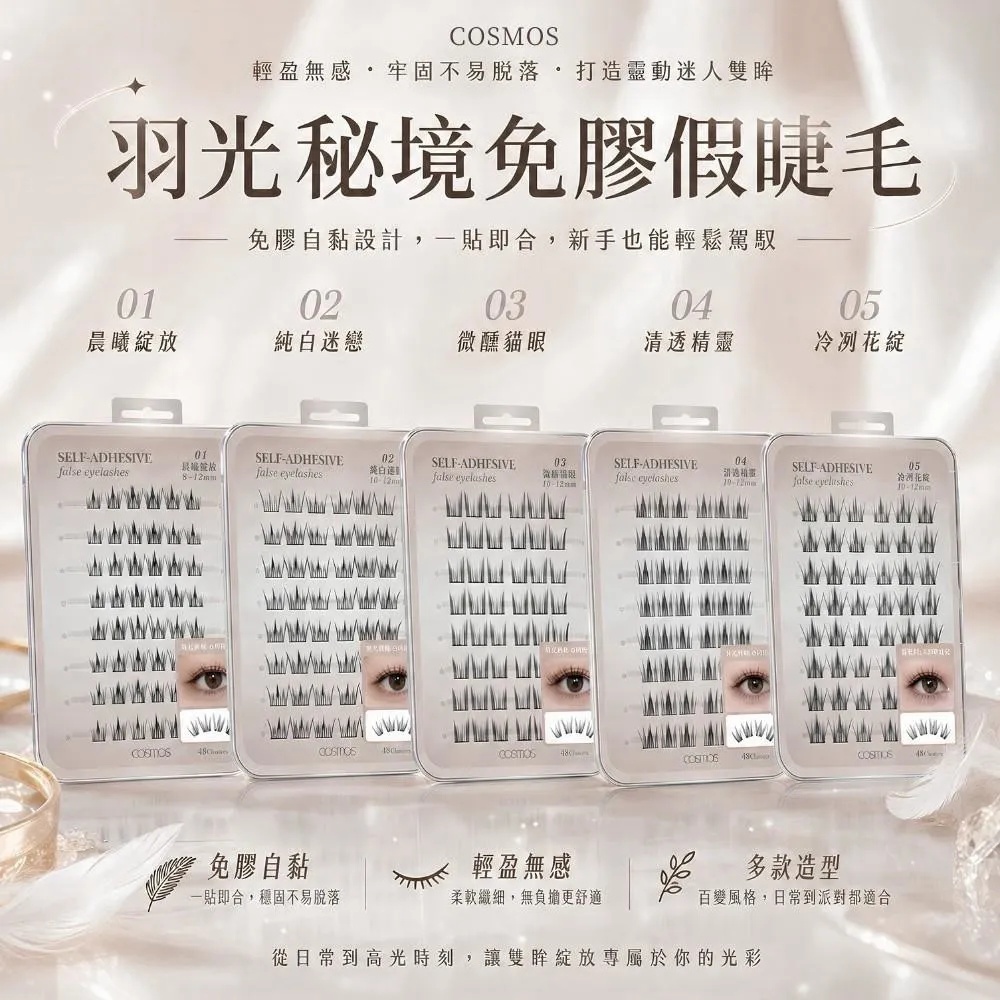 COSMOS
輕盈無感・牢固不易脫落・打造靈動迷人雙眸
羽光秘境免膠假睫毛
免膠自黏設計，一貼即合，新手也能輕鬆駕馭
01
晨曦綻放
02
純白迷戀
03
微醺貓眼
04
清透精靈
05
冷冽花綻
SELF-ADHESIVE
false eyelashes
01
晨曦綻放
8-12mm
COSMOS
SELF-ADHESIVE
false eyelashes
02
純白迷
10-12mm
COSMOS
48Clusters
SELF-ADHESIVE
false eyelashes
03
微醺貓眼
10-12mm
COSMOS
48Clusters
SELF-ADHESIVE
false eyelashes
04
清透精靈
10-12mm
COSMOS
48Clusters
SELF-ADHESIVE
false eyelashes
05
冷冽花綻
10-12mm
COSMOS
48Clusters
免膠自黏
一貼即合，穩固不易脫落
輕盈無感
柔軟纖細，無負擔更舒適
多款造型
百變風格，日常到派對都適合
從日常到高光時刻，讓雙眸綻放專屬於你的光彩